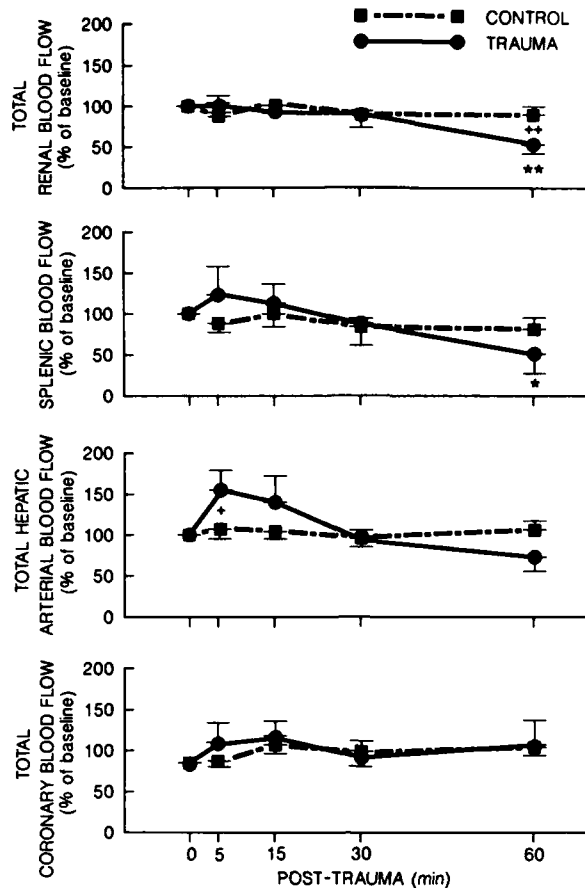 CONTROL
TRAUMA
TOTAL
RENAL BLOOD FLOW
(% of baseline)
200
150
100
50
0
++
**
SPLENIC BLOOD FLOW
(% of baseline)
200
150
100
50
0
*
TOTAL HEPATIC
ARTERIAL BLOOD FLOW
(% of baseline)
200
150
100
50
0
+
TOTAL
CORONARY BLOOD FLOW
(% of baseline)
200
150
100
50
0
0 5 15 30 60
POST-TRAUMA (min)